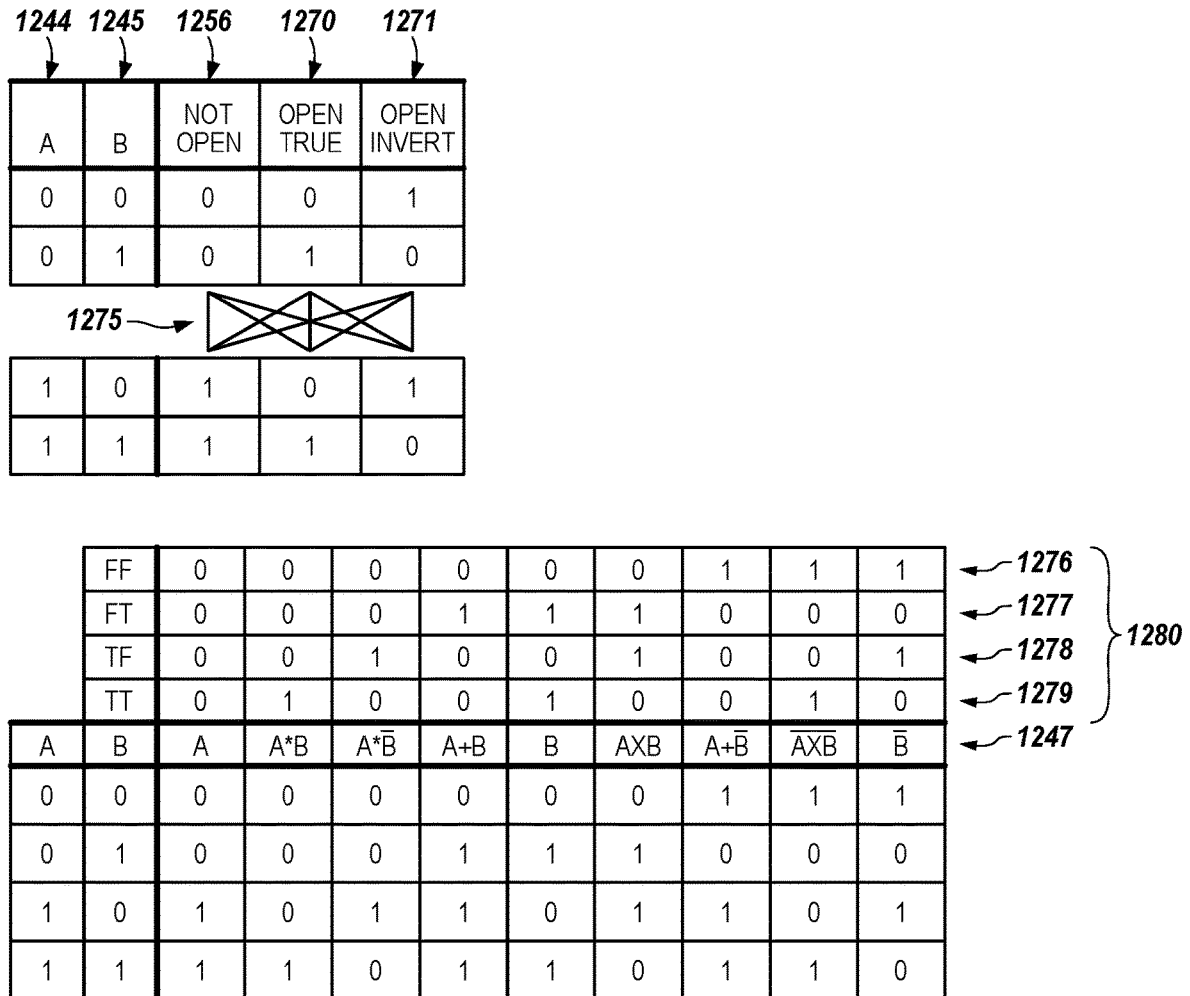 1244 1245 1256 1270 1271
A B NOT OPEN OPEN TRUE OPEN INVERT
0 0 0 0 1
0 1 0 1 0
1275
1 0 1 0 1
1 1 1 1 0
FF 0 0 0 0 0 0 1 1 1 1276
FT 0 0 0 1 1 1 0 0 0 1277
TF 0 0 1 0 0 1 0 0 1 1278
TT 0 1 0 0 1 0 0 1 0 1279
1280
A B A A*B A*B̅ A+B B AXB A+B̅ A̅X̅B̅ B̅ 1247
0 0 0 0 0 0 0 0 1 1 1
0 1 0 0 0 1 1 1 0 0 0
1 0 1 0 1 1 0 1 1 0 1
1 1 1 1 0 1 1 0 1 1 0